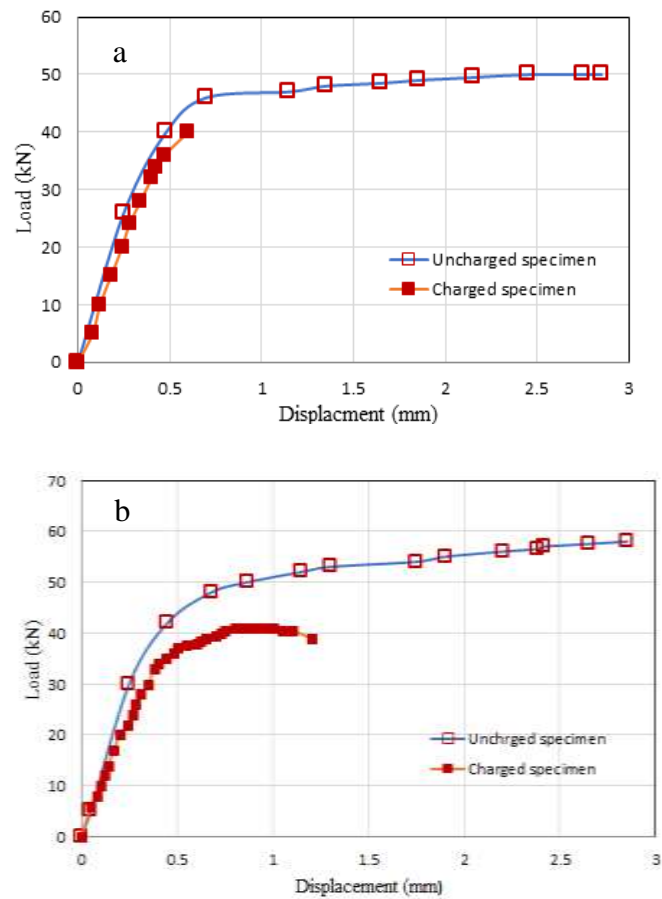 a
60
50
40
30
20
10
0
Load (kN)
Uncharged specimen
Charged specimen
0 0.5 1 1.5 2 2.5 3
Displacment (mm)
b
70
60
50
40
30
20
10
0
Load (kN)
Unchrged specimen
Charged specimen
0 0.5 1 1.5 2 2.5 3
Displacement (mm)